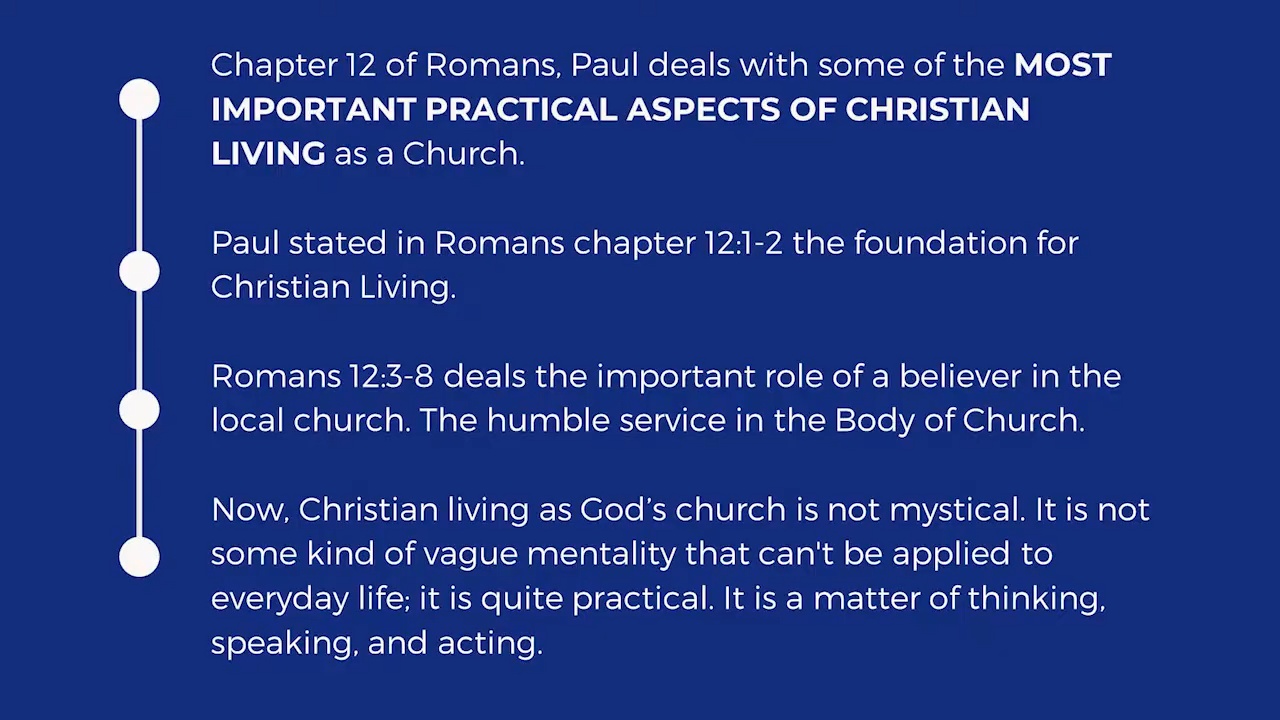 Chapter 12 of Romans, Paul deals with some of the MOST
IMPORTANT PRACTICAL ASPECTS OF CHRISTIAN
LIVING as a Church.
Paul stated in Romans chapter 12:1-2 the foundation for
Christian Living.
Romans 12:3-8 deals the important role of a believer in the
local church. The humble service in the Body of Church.
Now, Christian living as God’s church is not mystical. It is not
some kind of vague mentality that can't be applied to
everyday life; it is quite practical. It is a matter of thinking,
speaking, and acting.